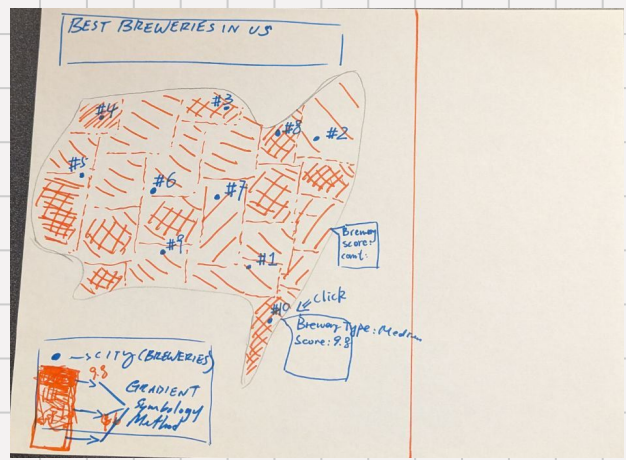 BEST BREWERIES IN US
#4
#3
#8
#2
#5
#6
#7
#9
#1
Brewery
Score:
#10
Click
Brewery Type: Medium
Score: 9.8
CITY (BREWERIES)
9.8
GRADIENT
Symbology
Method